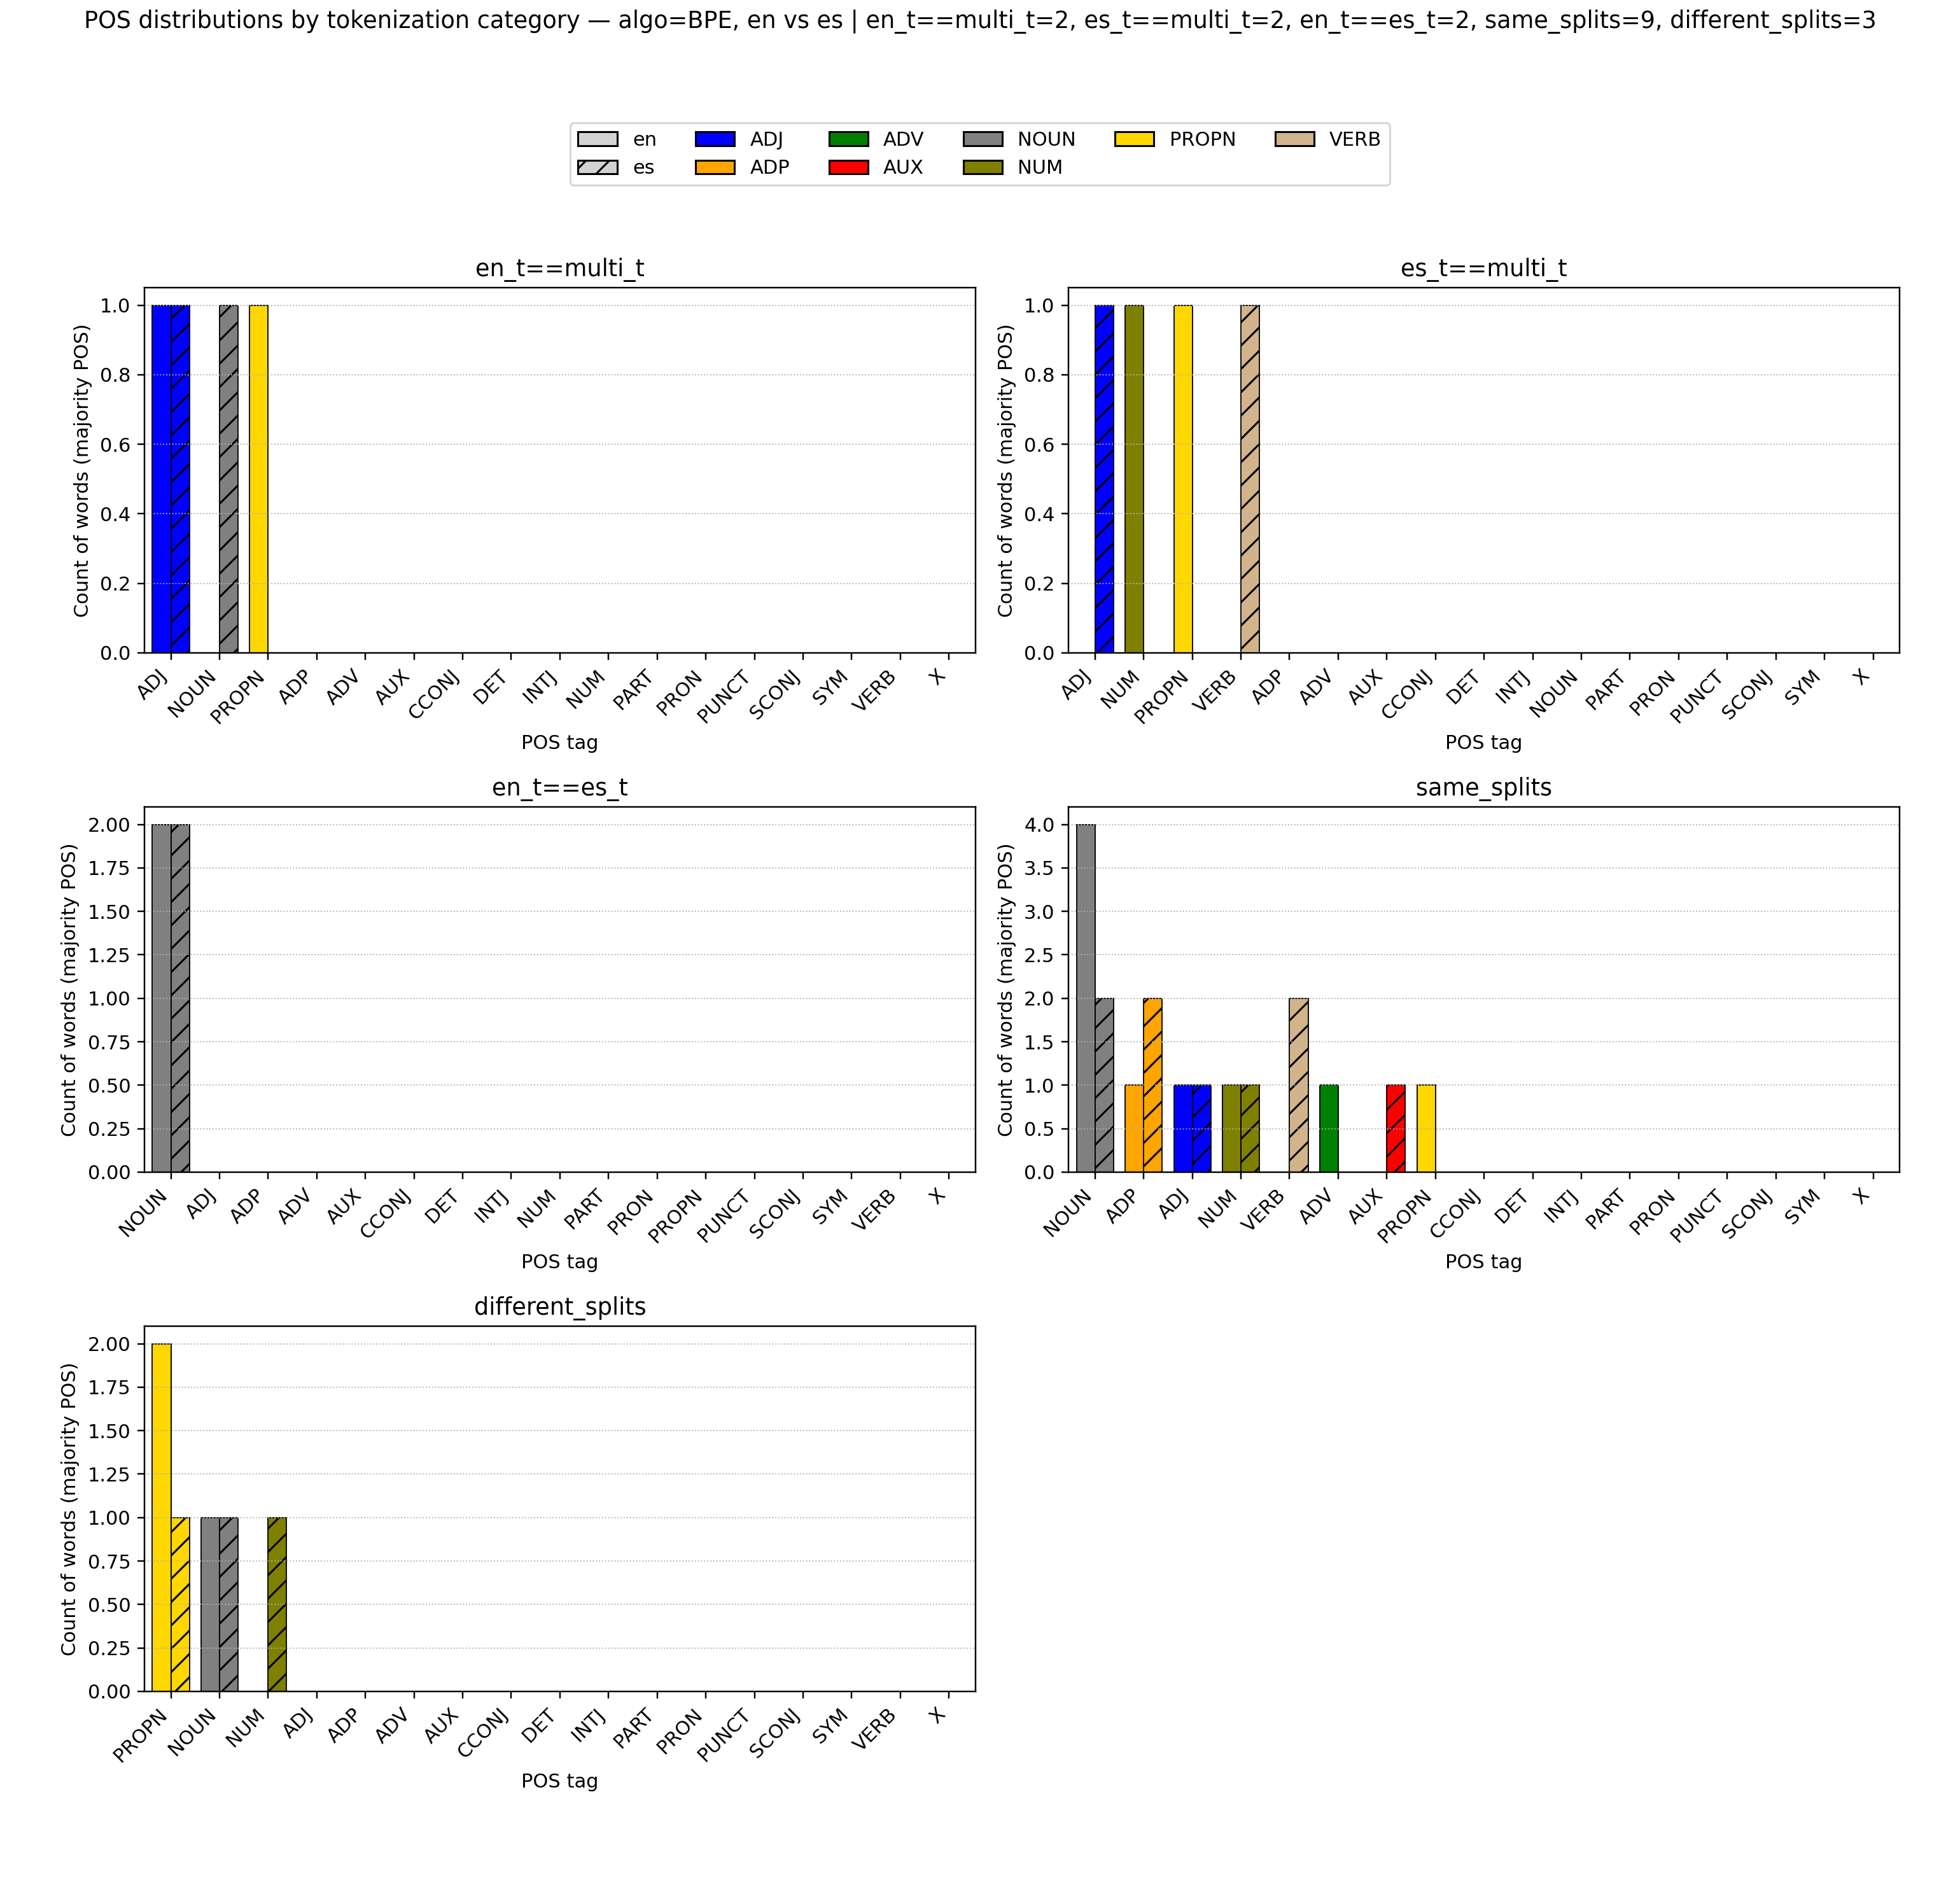 POS distributions by tokenization category — algo=BPE, en vs es | en_t==multi_t=2, es_t==multi_t=2, en_t==es_t=2, same_splits=9, different_splits=3
en ADJ ADV NOUN PROPN VERB
es ADP AUX NUM
en_t==multi_t
Count of words (majority POS)
1.0
0.8
0.6
0.4
0.2
0.0
ADJ NOUN PROPN ADP ADV AUX CCONJ DET INTJ NUM PART PRON PUNCT SCONJ SYM VERB X
POS tag
es_t==multi_t
Count of words (majority POS)
1.0
0.8
0.6
0.4
0.2
0.0
ADJ NUM PROPN VERB ADP ADV AUX CCONJ DET INTJ NOUN PART PRON PUNCT SCONJ SYM X
POS tag
en_t==es_t
Count of words (majority POS)
2.00
1.75
1.50
1.25
1.00
0.75
0.50
0.25
0.00
NOUN ADJ ADP ADV AUX CCONJ DET INTJ NUM PART PRON PROPN PUNCT SCONJ SYM VERB X
POS tag
same_splits
Count of words (majority POS)
4.0
3.5
3.0
2.5
2.0
1.5
1.0
0.5
0.0
NOUN ADP ADJ NUM VERB ADV AUX PROPN CCONJ DET INTJ PART PRON PUNCT SCONJ SYM X
POS tag
different_splits
Count of words (majority POS)
2.00
1.75
1.50
1.25
1.00
0.75
0.50
0.25
0.00
PROPN NOUN NUM ADJ ADP ADV AUX CCONJ DET INTJ PART PRON PUNCT SCONJ SYM VERB X
POS tag